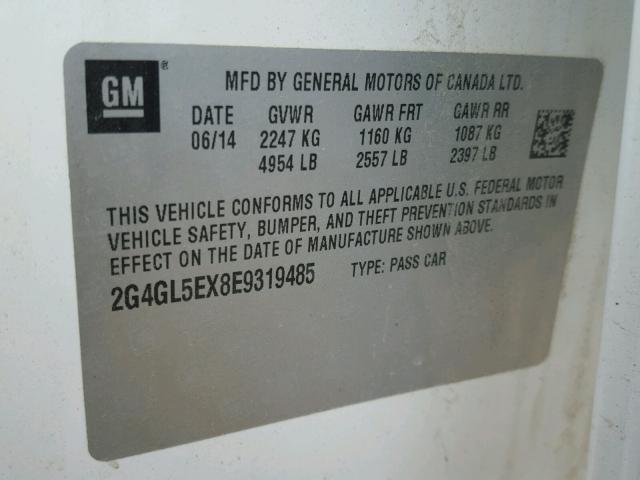 GM ®
MFD BY GENERAL MOTORS OF CANADA LTD.
DATE GVWR GAWR FRT GAWR RR
06/14 2247 KG 1160 KG 1087 KG
4954 LB 2557 LB 2397 LB
THIS VEHICLE CONFORMS TO ALL APPLICABLE U.S. FEDERAL MOTOR
VEHICLE SAFETY, BUMPER, AND THEFT PREVENTION STANDARDS IN
EFFECT ON THE DATE OF MANUFACTURE SHOWN ABOVE.
2G4GL5EX8E9319485 TYPE: PASS CAR